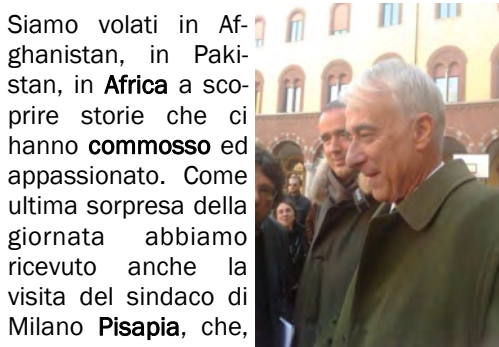 Siamo volati in Af-
ghanistan, in Paki-
stan, in Africa a sco-
prire storie che ci
hanno commosso ed
appassionato. Come
ultima sorpresa della
giornata abbiamo
ricevuto anche la
visita del sindaco di
Milano Pisapia, che,